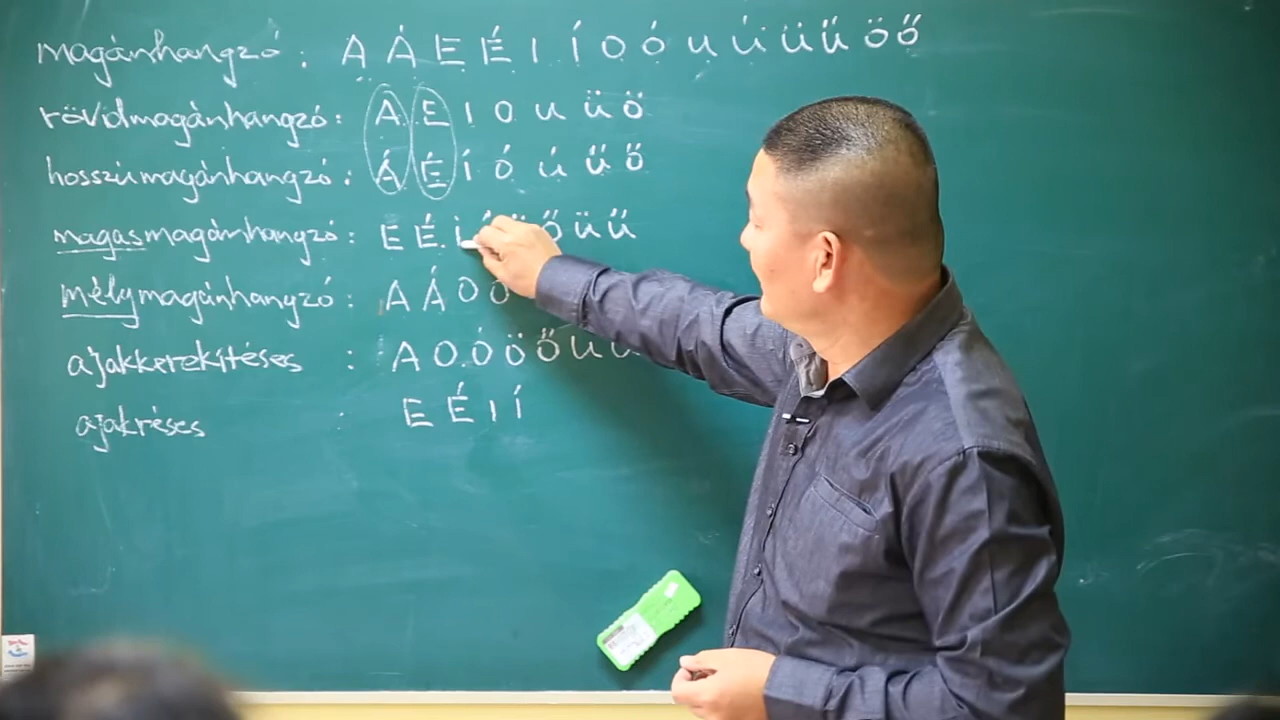 magánhangzó : A Á E É I Í O Ó u ú ü ű ö ő
rövidmagánhangzó : A E I O u ü ö
hosszúmagánhangzó : Á É Í Ó ú ű ő
magasmagánhangzó : E É i ő ü ű
mélymagánhangzó : A Á O
ajakkerekítéses : A O Ó ö ő u
ajakréses : E É I Í